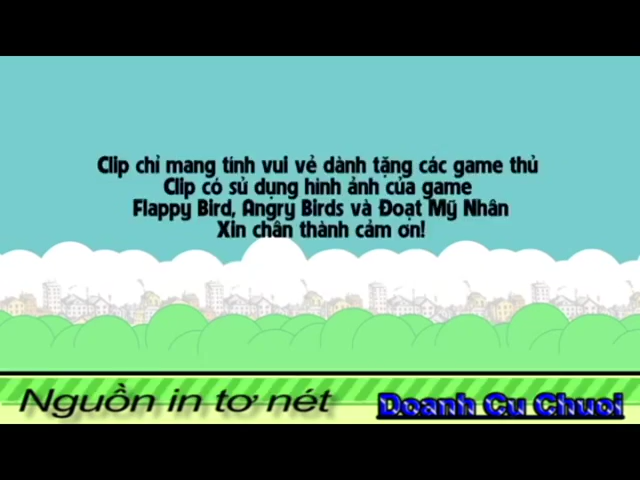 Clip chỉ mang tính vui vẻ dành tặng các game thủ
Clip có sử dụng hình ảnh của game
Flappy Bird, Angry Birds và Đoạt Mỹ Nhân
Xin chân thành cảm ơn!
Nguồn in tơ nét
Doanh Cu Chuoi